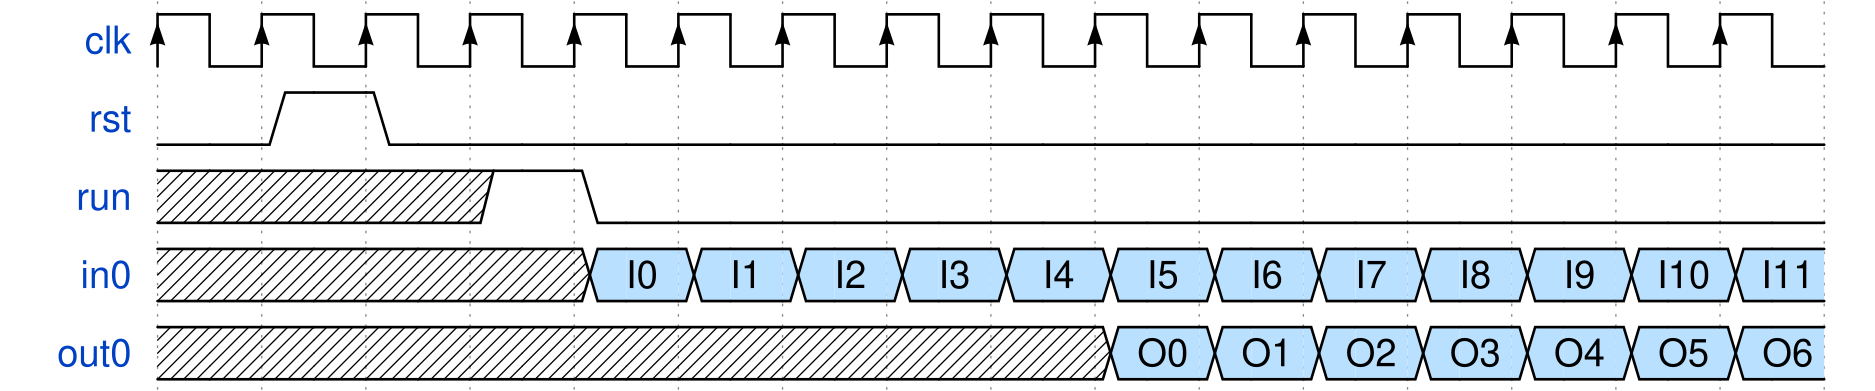 clk
rst
run
in0 I0 I1 I2 I3 I4 I5 I6 I7 I8 I9 I10 I11
out0 O0 O1 O2 O3 O4 O5 O6